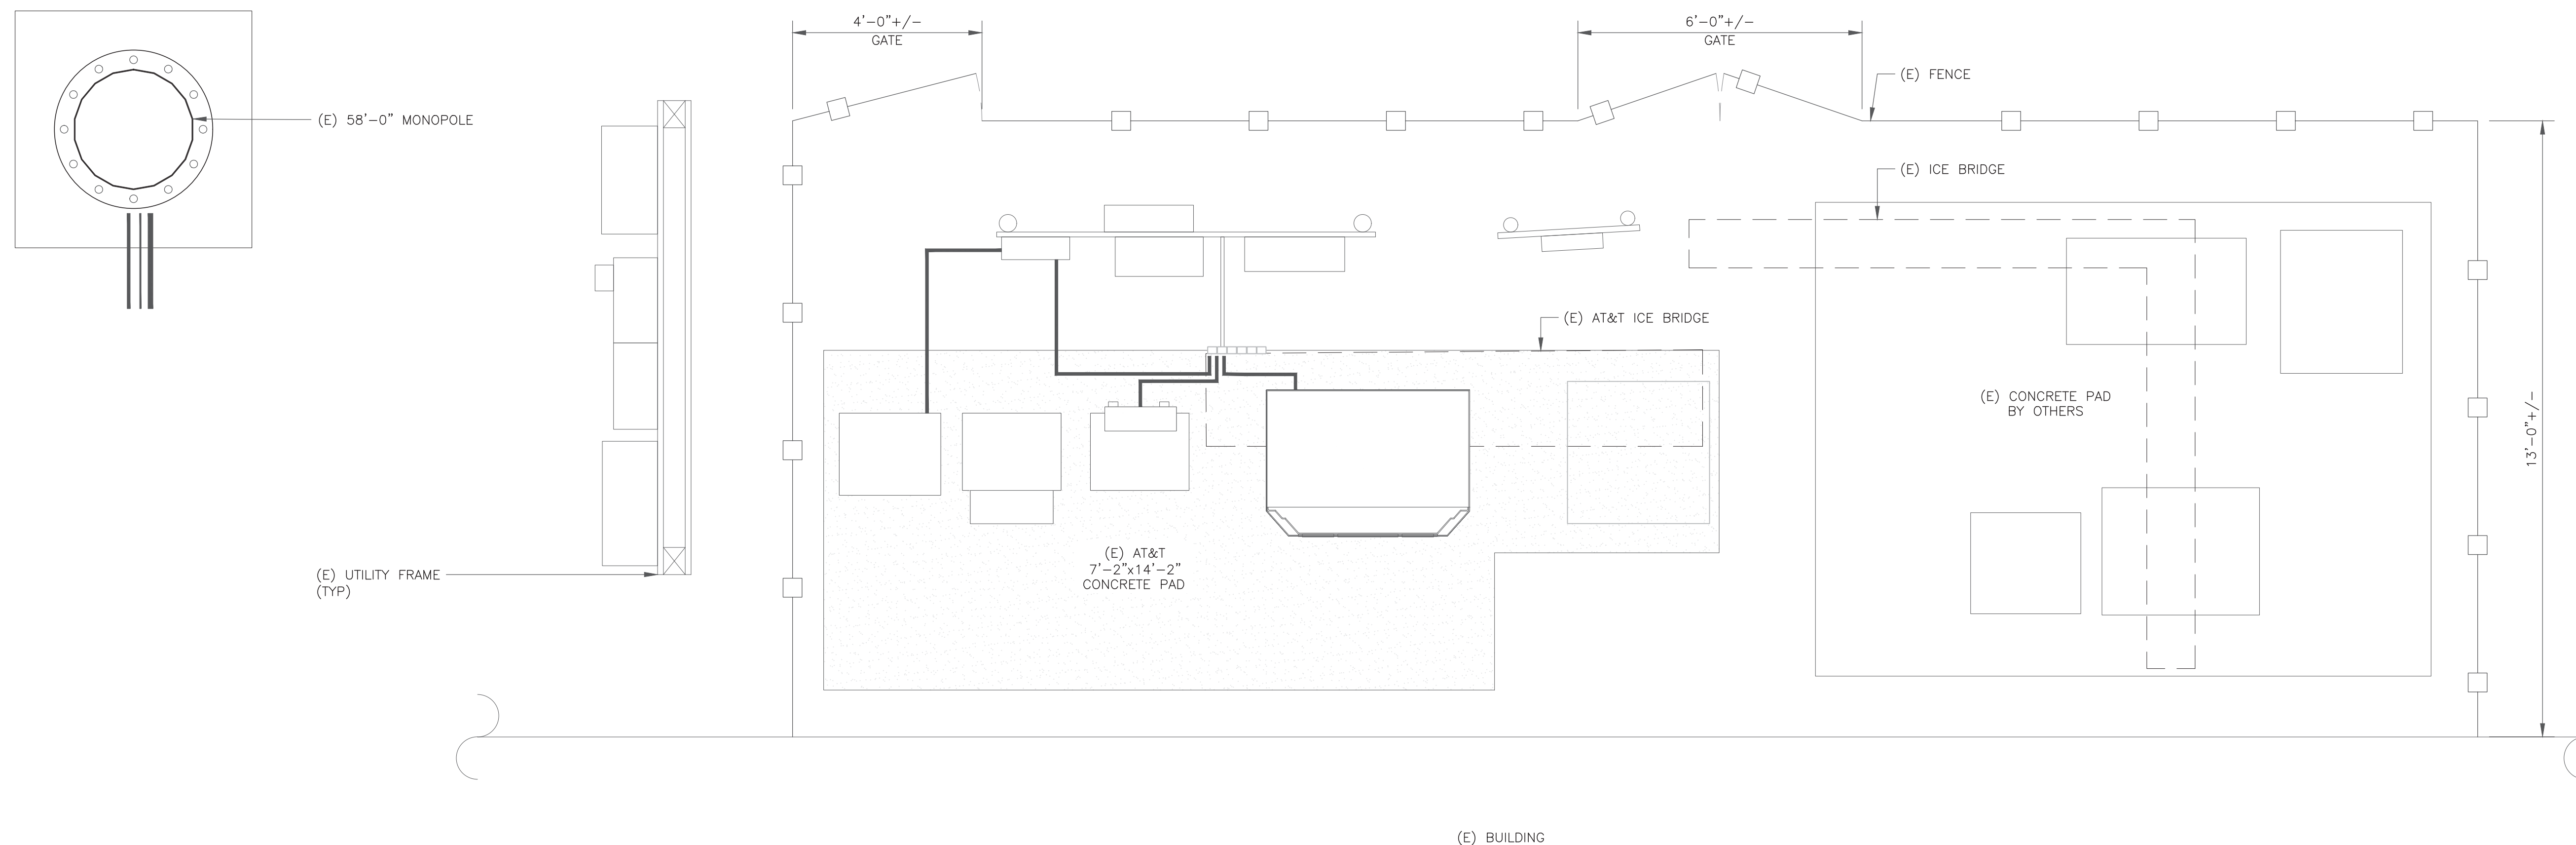 4'-0"+/-
GATE
6'-0"+/-
GATE
(E) FENCE
(E) 58'-0" MONOPOLE
(E) ICE BRIDGE
(E) AT&T ICE BRIDGE
(E) CONCRETE PAD
BY OTHERS
13'-0"+/-
(E) AT&T
7'-2"x14'-2"
CONCRETE PAD
(E) UTILITY FRAME
(TYP)
(E) BUILDING